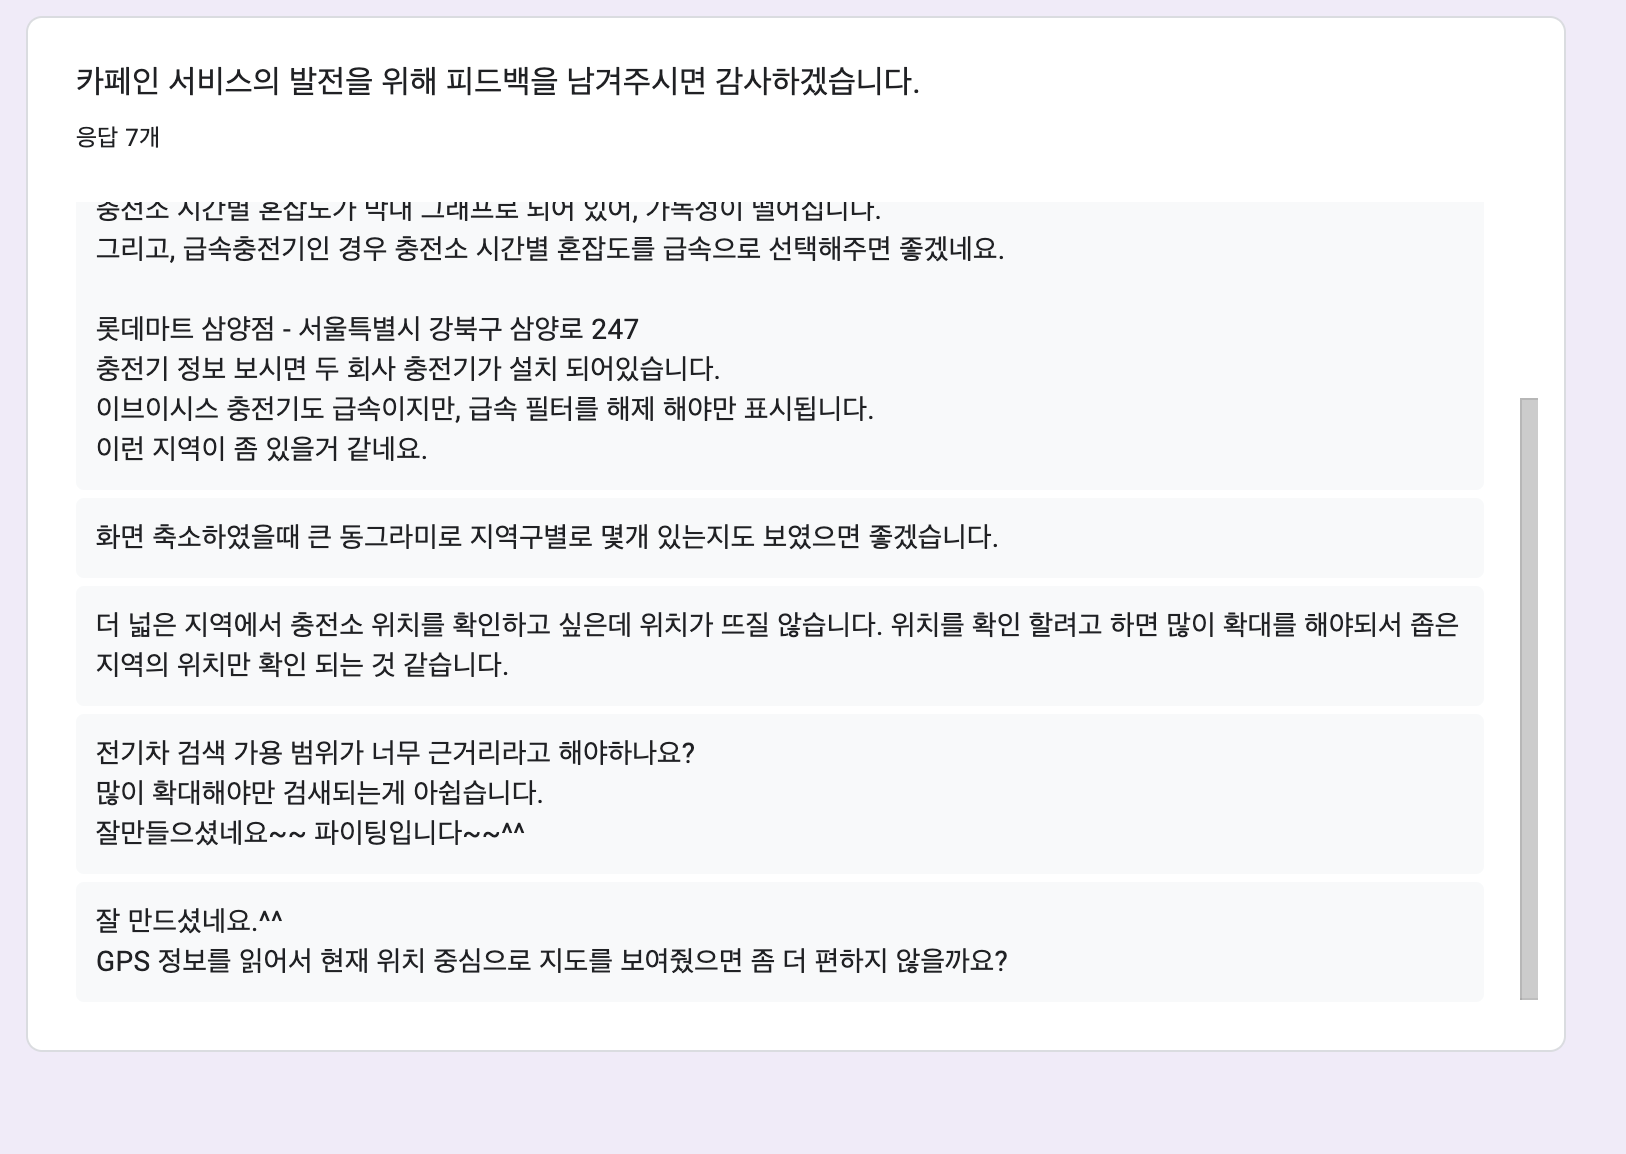 카페인 서비스의 발전을 위해 피드백을 남겨주시면 감사하겠습니다.
응답 7개
충전소 시간별 혼잡도가 막대 그래프로 되어 있어, 가독성이 떨어집니다.
그리고, 급속충전기인 경우 충전소 시간별 혼잡도를 급속으로 선택해주면 좋겠네요.
롯데마트 삼양점 - 서울특별시 강북구 삼양로 247
충전기 정보 보시면 두 회사 충전기가 설치 되어있습니다.
이브이시스 충전기도 급속이지만, 급속 필터를 해제 해야만 표시됩니다.
이런 지역이 좀 있을거 같네요.
화면 축소하였을때 큰 동그라미로 지역구별로 몇개 있는지도 보였으면 좋겠습니다.
더 넓은 지역에서 충전소 위치를 확인하고 싶은데 위치가 뜨질 않습니다. 위치를 확인 할려고 하면 많이 확대를 해야되서 좁은
지역의 위치만 확인 되는 것 같습니다.
전기차 검색 가용 범위가 너무 근거리라고 해야하나요?
많이 확대해야만 검새되는게 아쉽습니다.
잘만들으셨네요~~ 파이팅입니다~~^^
잘 만드셨네요.^^
GPS 정보를 읽어서 현재 위치 중심으로 지도를 보여줬으면 좀 더 편하지 않을까요?